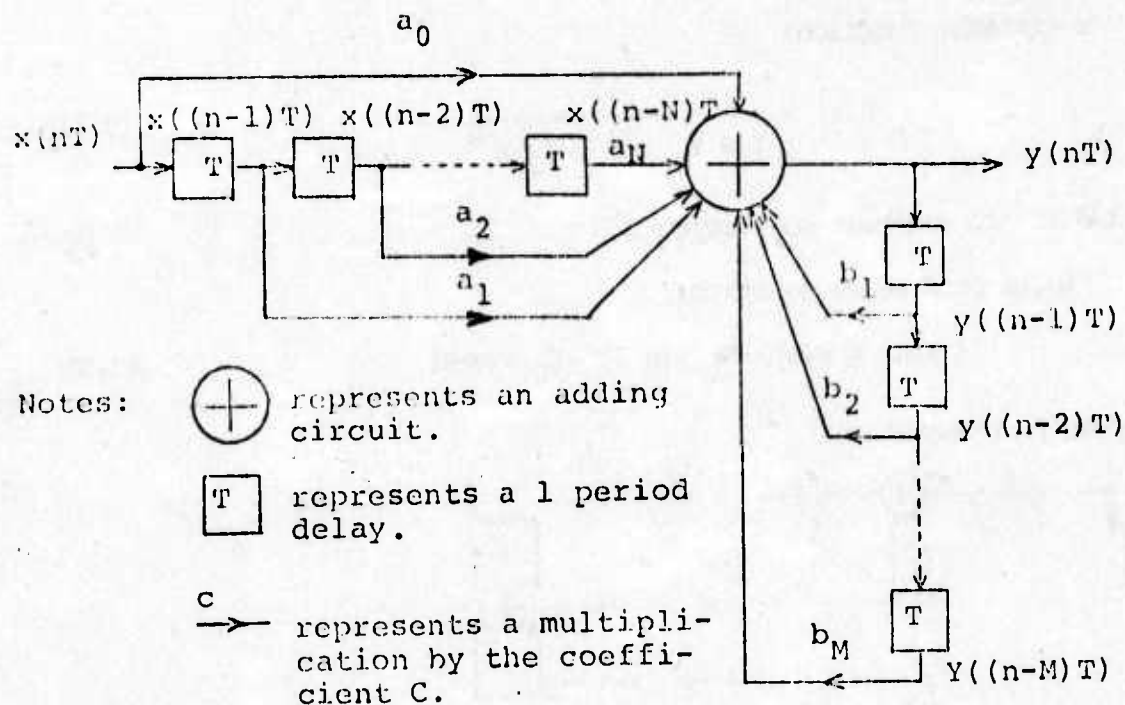 a0
x(nT)
x((n-1)T)
x((n-2)T)
x((n-N)T
T
T
T
aN
y(nT)
a2
a1
T
b1
y((n-1)T)
T
b2
y((n-2)T)
T
bM
Y((n-M)T)
Notes:
represents an adding
circuit.
T
represents a 1 period
delay.
c
represents a multipli-
cation by the coeffi-
cient C.